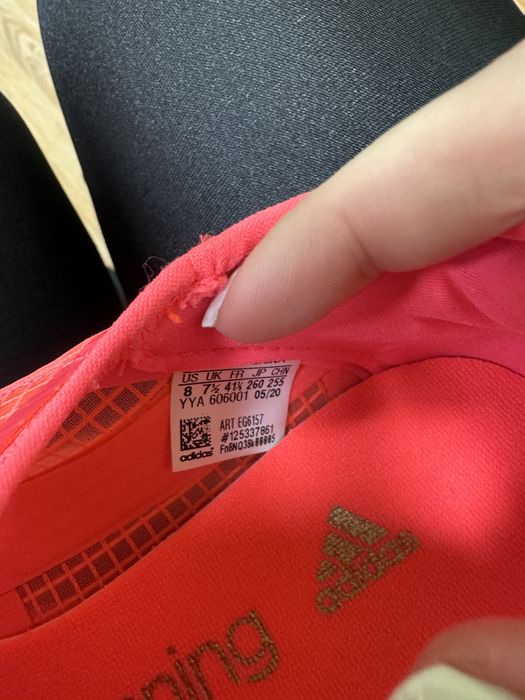 US UK FR JP CHN
8 7½ 41⅓ 260 255
YYA 606001 05/20
ART EG6157
#125337861
adidas
adidas